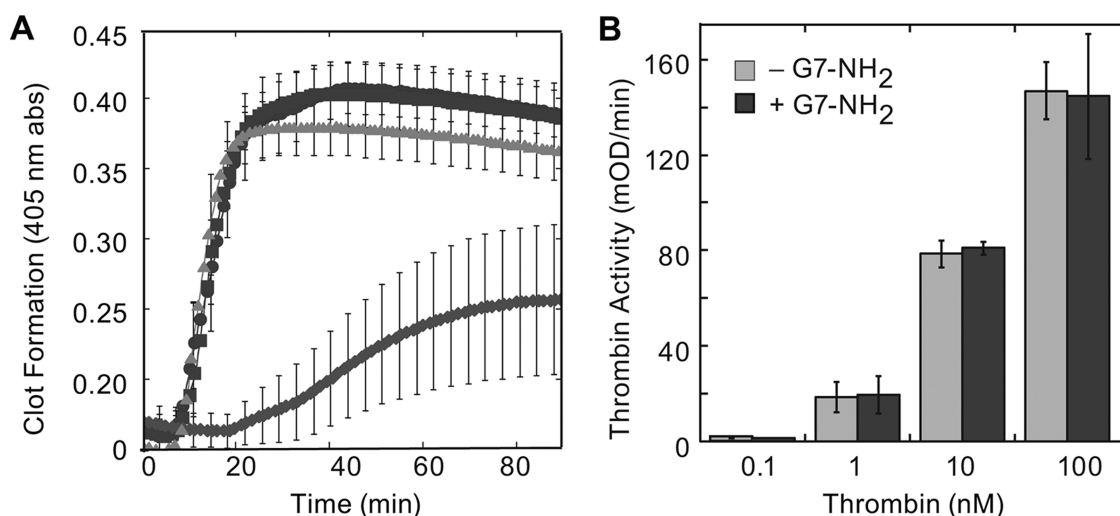 A
Clot Formation (405 nm abs)
0.45
0.40
0.35
0.30
0.25
0.20
0
0 20 40 60 80
Time (min)
B
Thrombin Activity (mOD/min)
160
120
80
40
0
– G7-NH2
+ G7-NH2
0.1 1 10 100
Thrombin (nM)